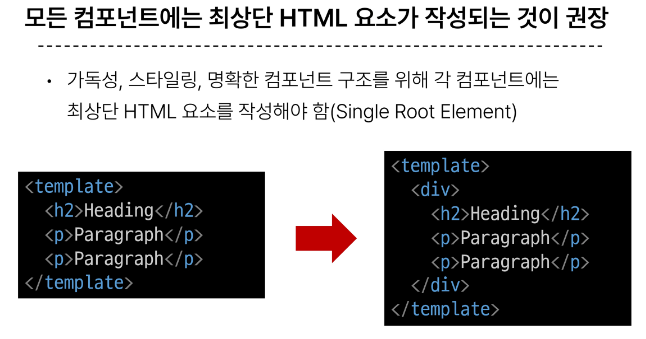 모든 컴포넌트에는 최상단 HTML 요소가 작성되는 것이 권장
• 가독성, 스타일링, 명확한 컴포넌트 구조를 위해 각 컴포넌트에는
최상단 HTML 요소를 작성해야 함(Single Root Element)
<template>
<h2>Heading</h2>
<p>Paragraph</p>
<p>Paragraph</p>
</template>
<template>
<div>
<h2>Heading</h2>
<p>Paragraph</p>
<p>Paragraph</p>
</div>
</template>